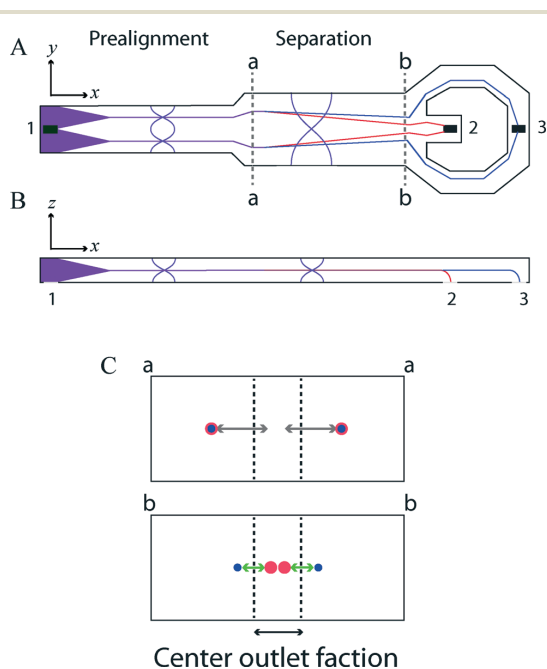 Prealignment Separation
A y a b
x
1 2 3
a b
B z
x
1 2 3
C a a
b b
Center outlet faction